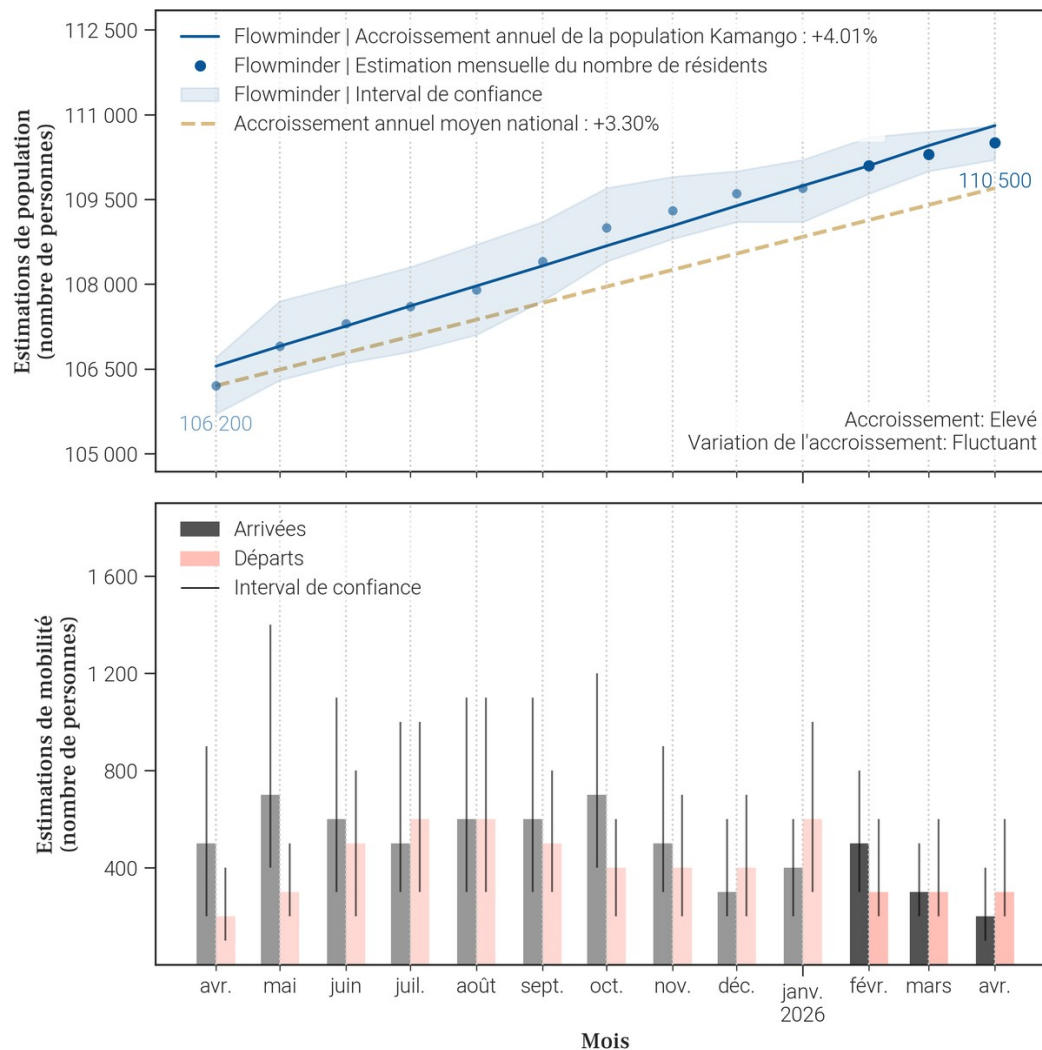 Estimations de population
(nombre de personnes)
112 500
111 000
109 500
108 000
106 500
105 000
Flowminder | Accroissement annuel de la population Kamango : +4.01%
Flowminder | Estimation mensuelle du nombre de résidents
Flowminder | Interval de confiance
Accroissement annuel moyen national : +3.30%
110 500
106 200
Accroissement: Elevé
Variation de l'accroissement: Fluctuant
Estimations de mobilité
(nombre de personnes)
1 600
1 200
800
400
Arrivées
Départs
Interval de confiance
avr. mai juin juil. août sept. oct. nov. déc. janv. févr. mars avr.
2026
Mois